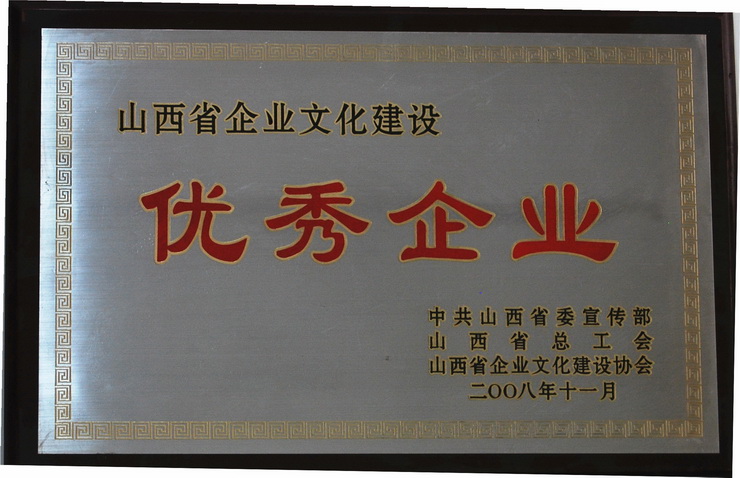 山西省企业文化建设
优秀企业
中共山西省委宣传部
山西省总工会
山西省企业文化建设协会
二〇〇八年十一月